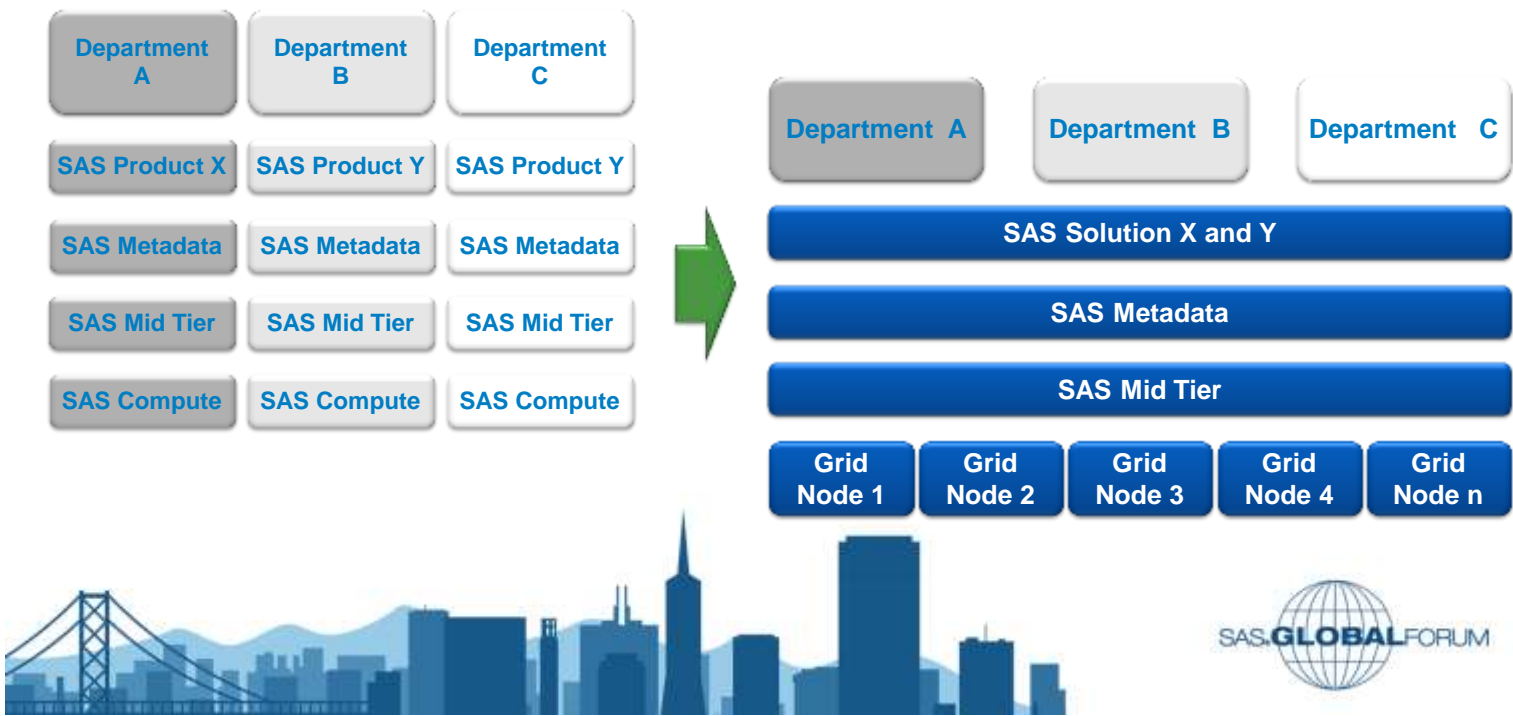 Department
A
Department
B
Department
C
SAS Product X
SAS Product Y
SAS Product Y
SAS Metadata
SAS Metadata
SAS Metadata
SAS Mid Tier
SAS Mid Tier
SAS Mid Tier
SAS Compute
SAS Compute
SAS Compute
Department A
Department B
Department C
SAS Solution X and Y
SAS Metadata
SAS Mid Tier
Grid
Node 1
Grid
Node 2
Grid
Node 3
Grid
Node 4
Grid
Node n
SAS GLOBAL FORUM